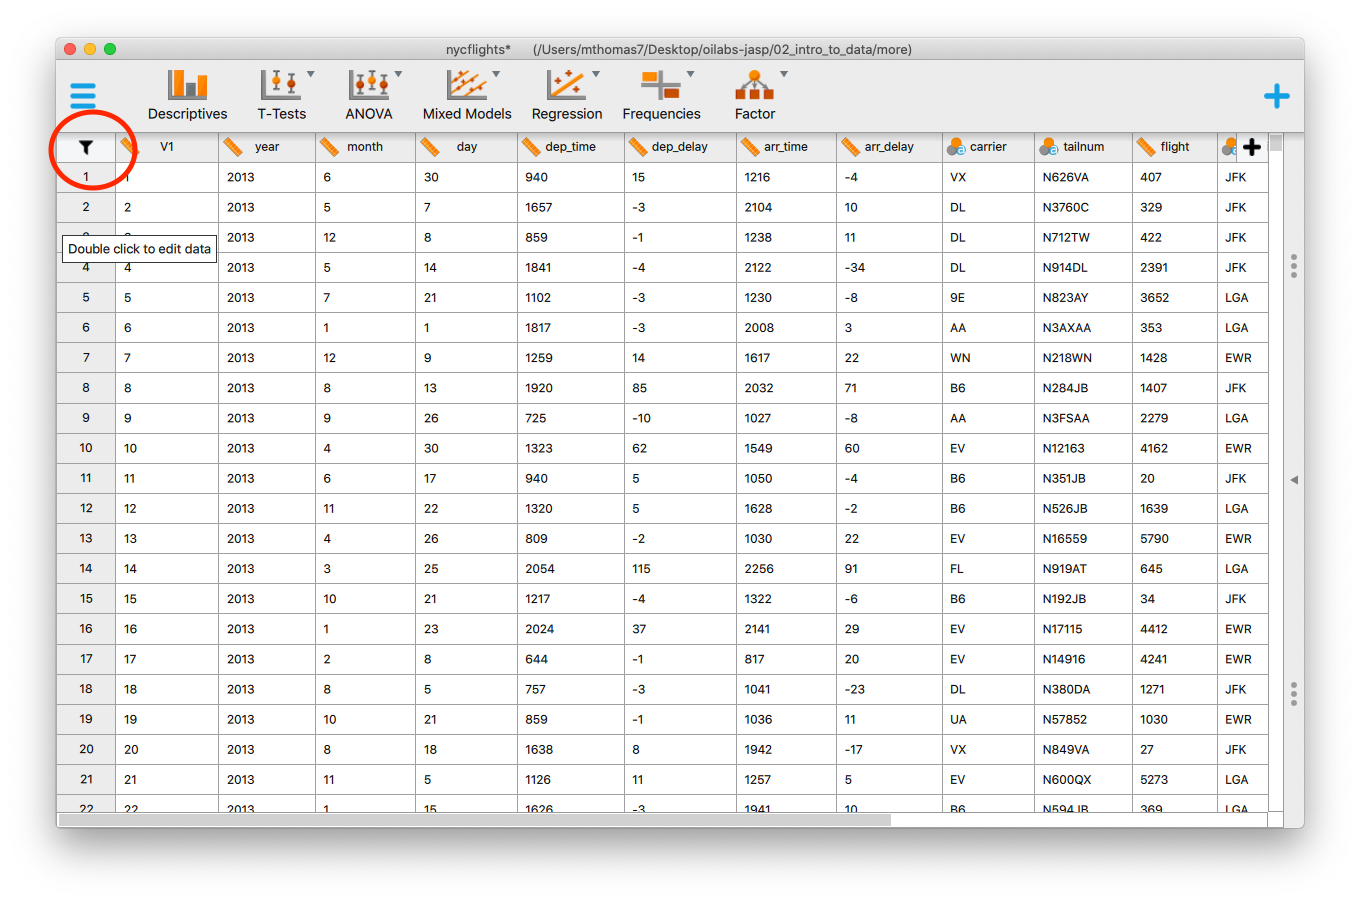 nycflights* (/Users/mthomas7/Desktop/oilabs-jasp/02_intro_to_data/more)
Descriptives T-Tests ANOVA Mixed Models Regression Frequencies Factor
V1 year month day dep_time dep_delay arr_time arr_delay carrier tailnum flight
1 1 2013 6 30 940 15 1216 -4 VX N626VA 407 JFK
2 2 2013 5 7 1657 -3 2104 10 DL N3760C 329 JFK
2013 12 8 859 -1 1238 11 DL N712TW 422 JFK
Double click to edit data
4 4 2013 5 14 1841 -4 2122 -34 DL N914DL 2391 JFK
5 5 2013 7 21 1102 -3 1230 -8 9E N823AY 3652 LGA
6 6 2013 1 1 1817 -3 2008 3 AA N3AXAA 353 LGA
7 7 2013 12 9 1259 14 1617 22 WN N218WN 1428 EWR
8 8 2013 8 13 1920 85 2032 71 B6 N284JB 1407 JFK
9 9 2013 9 26 725 -10 1027 -8 AA N3FSAA 2279 LGA
10 10 2013 4 30 1323 62 1549 60 EV N12163 4162 EWR
11 11 2013 6 17 940 5 1050 -4 B6 N351JB 20 JFK
12 12 2013 11 22 1320 5 1628 -2 B6 N526JB 1639 LGA
13 13 2013 4 26 809 -2 1030 22 EV N16559 5790 EWR
14 14 2013 3 25 2054 115 2256 91 FL N919AT 645 LGA
15 15 2013 10 21 1217 -4 1322 -6 B6 N192JB 34 JFK
16 16 2013 1 23 2024 37 2141 29 EV N17115 4412 EWR
17 17 2013 2 8 644 -1 817 20 EV N14916 4241 EWR
18 18 2013 8 5 757 -3 1041 -23 DL N380DA 1271 JFK
19 19 2013 10 21 859 -1 1036 11 UA N57852 1030 EWR
20 20 2013 8 18 1638 8 1942 -17 VX N849VA 27 JFK
21 21 2013 11 5 1126 11 1257 5 EV N600QX 5273 LGA
22 22 2013 1 15 1626 -3 1941 10 B6 N594JB 369 LGA